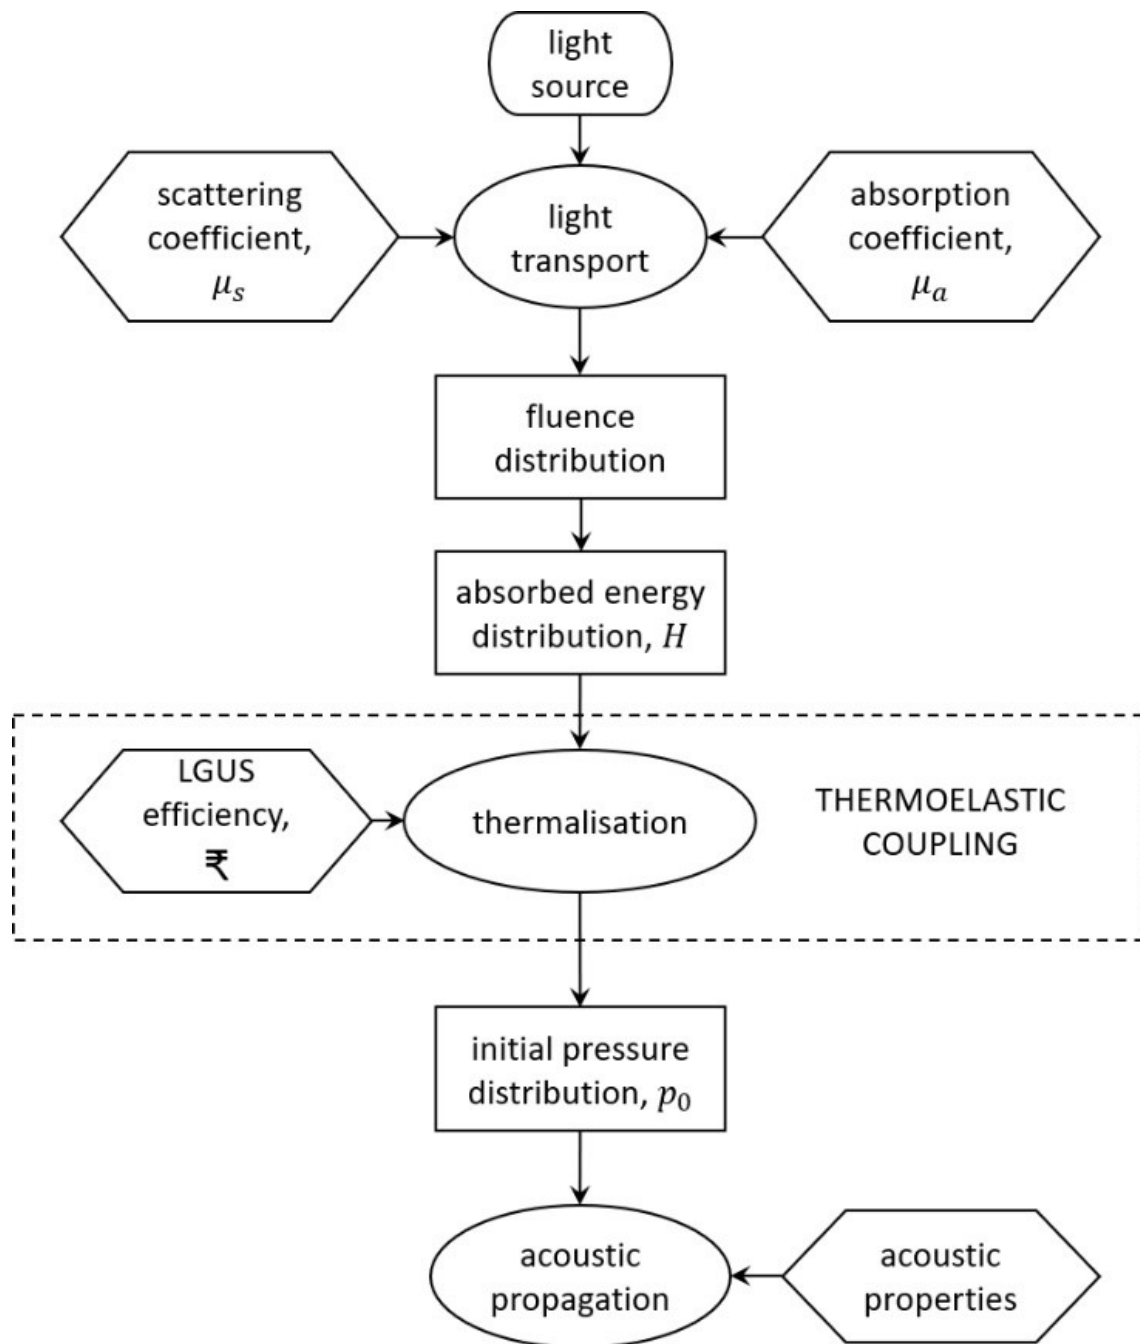 light
source
scattering
coefficient,
μs
light
transport
absorption
coefficient,
μa
fluence
distribution
absorbed energy
distribution, H
LGUS
efficiency,
₹
thermalisation
THERMOELASTIC
COUPLING
initial pressure
distribution, p0
acoustic
propagation
acoustic
properties